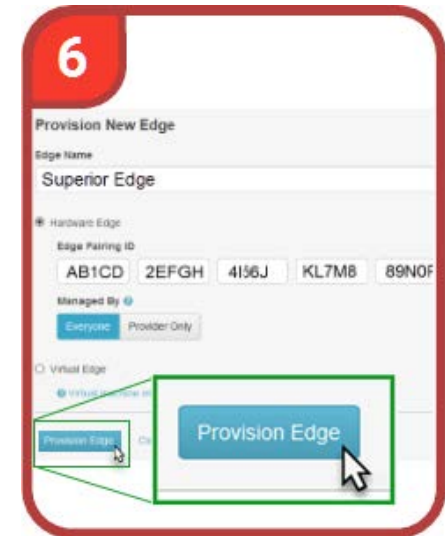 6
Provision New Edge
Edge Name
Superior Edge
Hardware Edge
Edge Pairing ID
AB1CD 2EFGH 4I56J KL7M8 89N0P
Managed By
Everyone Provider Only
Virtual Edge
Provision Edge
Provision Edge